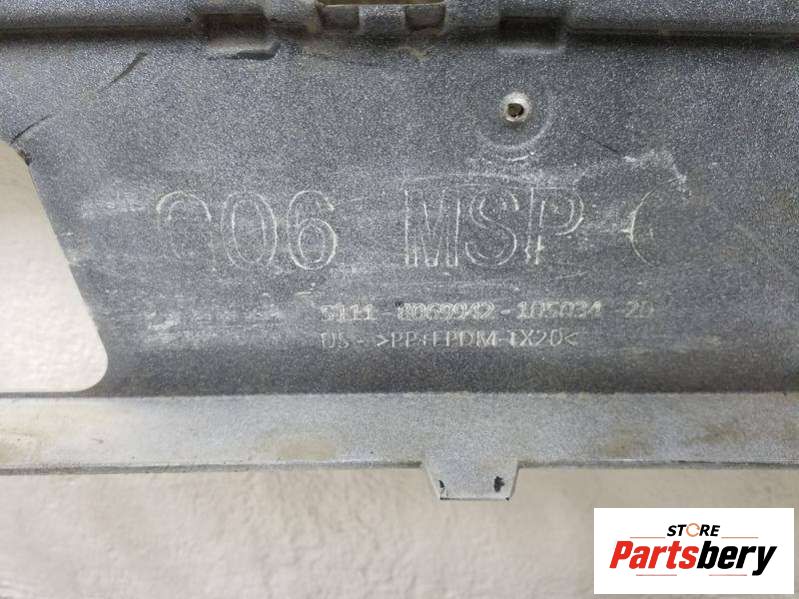 G06 MSP
5111-8069942-105034-20
US - >PP+EPDM-TX20<
STORE
Partsbery